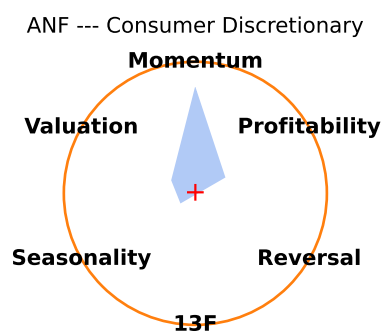 ANF --- Consumer Discretionary
Momentum
Valuation
Profitability
Seasonality
Reversal
13F